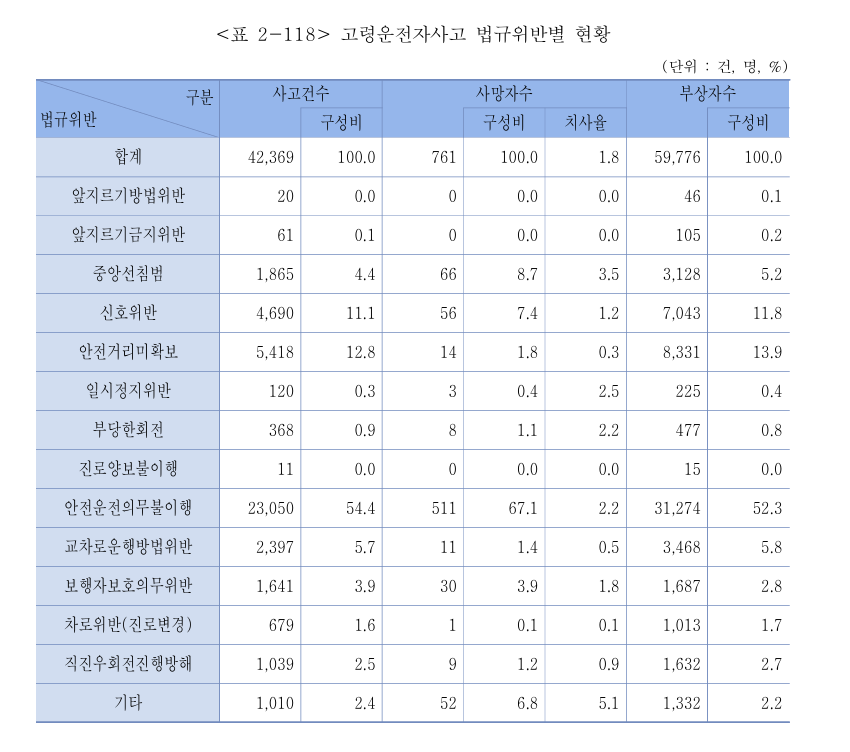 <표 2-118> 고령운전자사고 법규위반별 현황
(단위 : 건, 명, %)
구분 법규위반 사고건수 사망자수 부상자수
구성비 구성비 치사율 구성비
합계 42,369 100.0 761 100.0 1.8 59,776 100.0
앞지르기방법위반 20 0.0 0 0.0 0.0 46 0.1
앞지르기금지위반 61 0.1 0 0.0 0.0 105 0.2
중앙선침범 1,865 4.4 66 8.7 3.5 3,128 5.2
신호위반 4,690 11.1 56 7.4 1.2 7,043 11.8
안전거리미확보 5,418 12.8 14 1.8 0.3 8,331 13.9
일시정지위반 120 0.3 3 0.4 2.5 225 0.4
부당한회전 368 0.9 8 1.1 2.2 477 0.8
진로양보불이행 11 0.0 0 0.0 0.0 15 0.0
안전운전의무불이행 23,050 54.4 511 67.1 2.2 31,274 52.3
교차로운행방법위반 2,397 5.7 11 1.4 0.5 3,468 5.8
보행자보호의무위반 1,641 3.9 30 3.9 1.8 1,687 2.8
차로위반(진로변경) 679 1.6 1 0.1 0.1 1,013 1.7
직진우회전진행방해 1,039 2.5 9 1.2 0.9 1,632 2.7
기타 1,010 2.4 52 6.8 5.1 1,332 2.2